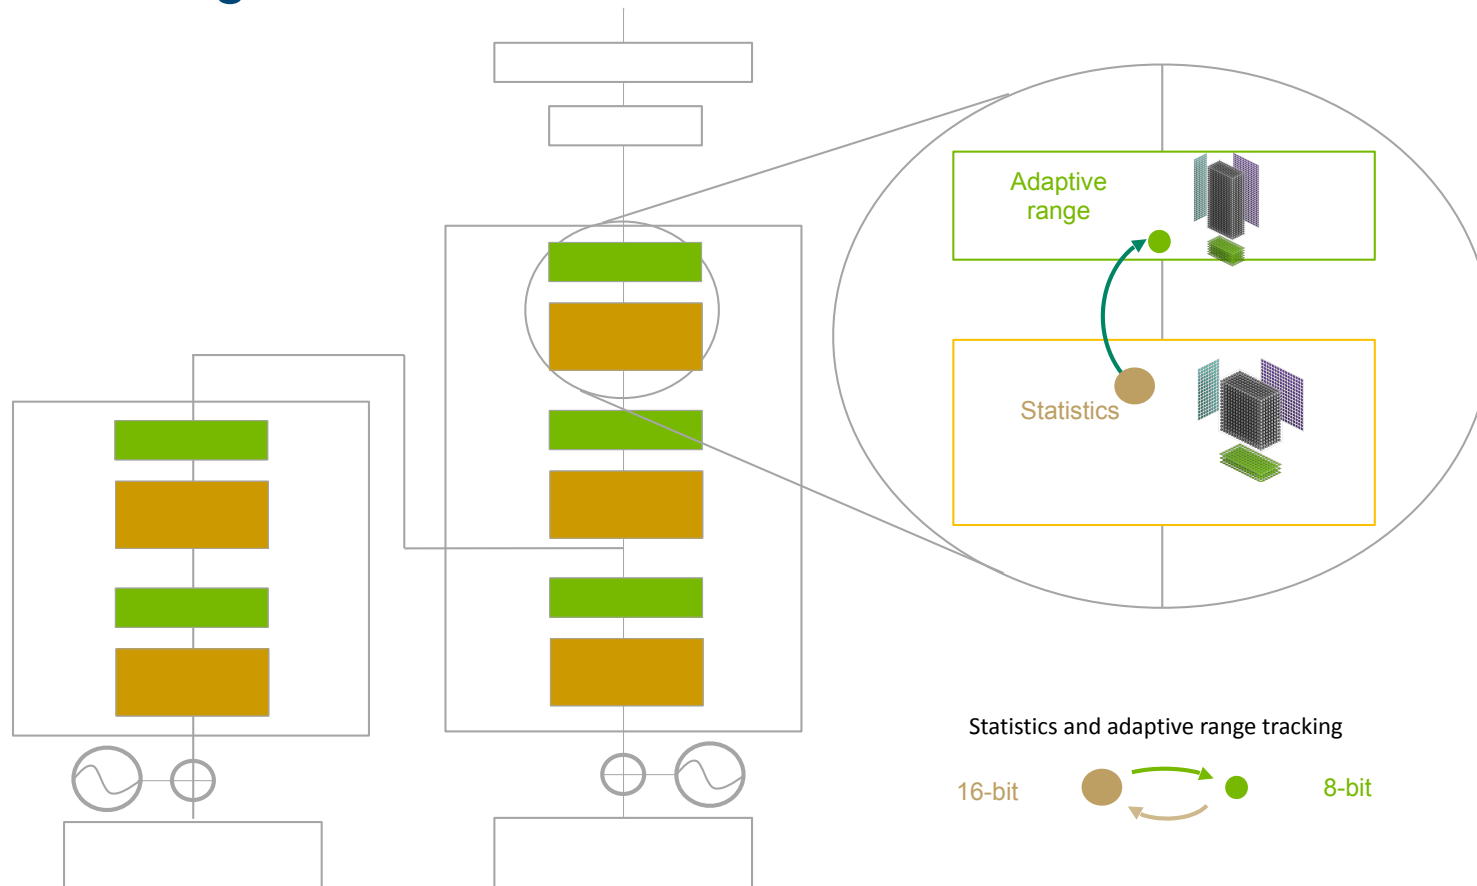 Adaptive
range
Statistics
Statistics and adaptive range tracking
16-bit
8-bit